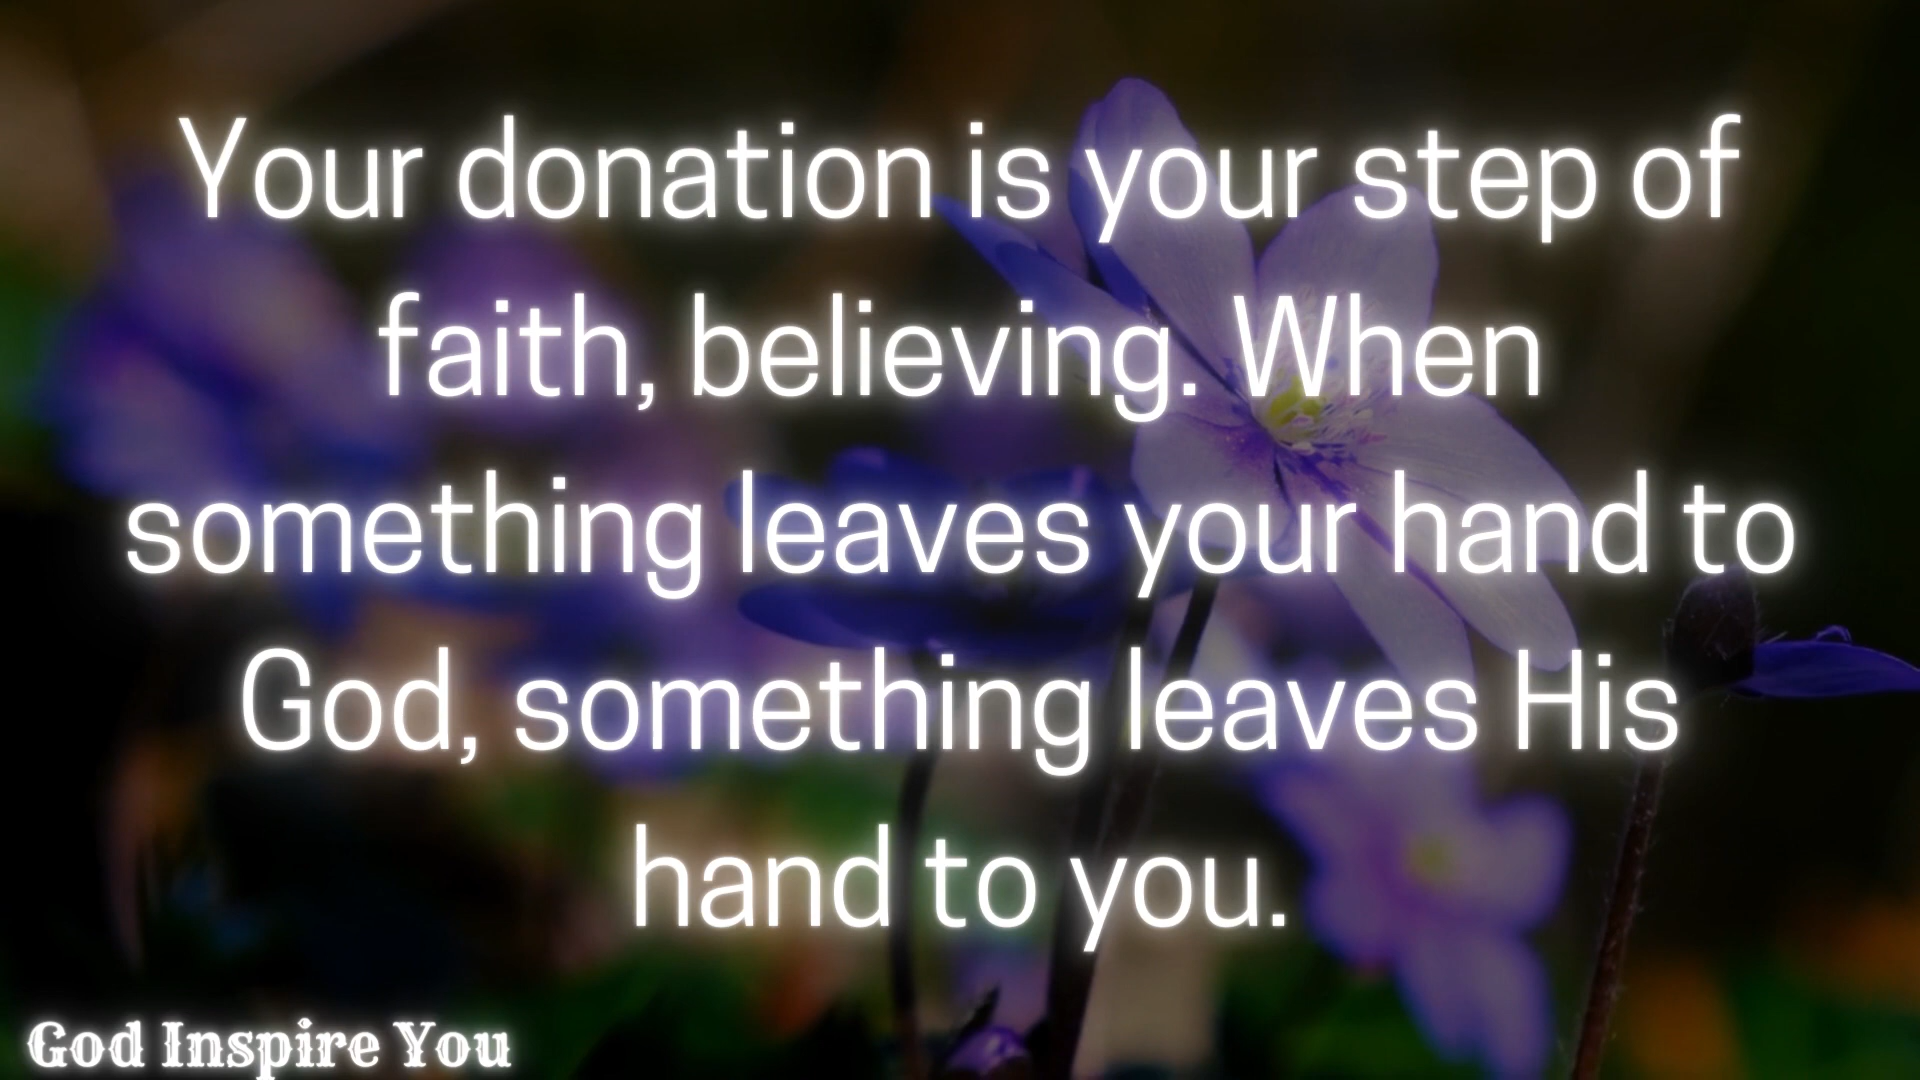 Your donation is your step of
faith, believing. When
something leaves your hand to
God, something leaves His
hand to you.
God Inspire You